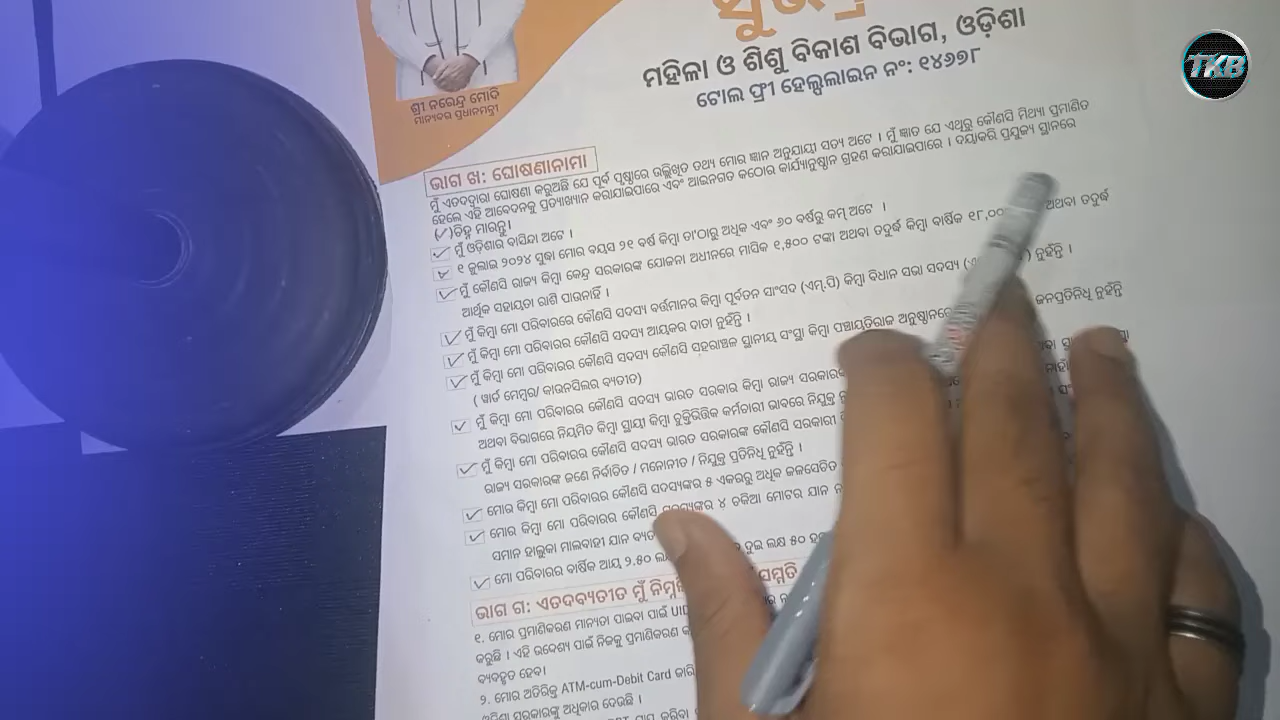 TKB
ମହିଳା ଓ ଶିଶୁ ବିକାଶ ବିଭାଗ, ଓଡ଼ିଶା
ଟୋଲ ଫ୍ରୀ ହେଲ୍ପଲାଇନ ନଂ: ୧୪୬୭୮
ଶ୍ରୀ ନରେନ୍ଦ୍ର ମୋଦି
ମାନ୍ୟବର ପ୍ରଧାନମନ୍ତ୍ରୀ
ଭାଗ ଖ: ଘୋଷଣାନାମା
ମୁଁ ଏତଦଦ୍ୱାରା ଘୋଷଣା କରୁଅଛି ଯେ ପୂର୍ବ ପୃଷ୍ଠାରେ ଉଲ୍ଲିଖିତ ତଥ୍ୟ ମୋର ଜ୍ଞାନ ଅନୁଯାୟୀ ସତ୍ୟ ଅଟେ । ମୁଁ ଜ୍ଞାତ ଯେ ଏଥିରୁ କୌଣସି ମିଥ୍ୟା ପ୍ରମାଣିତ
ହେଲେ ଏହି ଆବେଦନକୁ ପ୍ରତ୍ୟାଖ୍ୟାନ କରାଯାଇପାରେ ଏବଂ ଆଇନଗତ କଠୋର କାର୍ଯ୍ୟାନୁଷ୍ଠାନ ଗ୍ରହଣ କରାଯାଇପାରେ । ଦୟାକରି ପ୍ରଯୁଜ୍ୟ ସ୍ଥାନରେ
(✓)ଚିହ୍ନ ମାରନ୍ତୁ।
✓ ମୁଁ ଓଡ଼ିଶାର ବାସିନ୍ଦା ଅଟେ ।
✓ ୧ ଜୁଲାଇ ୨୦୨୪ ସୁଦ୍ଧା ମୋର ବୟସ ୨୧ ବର୍ଷ କିମ୍ବା ତା'ଠାରୁ ଅଧିକ ଏବଂ ୬୦ ବର୍ଷରୁ କମ୍ ଅଟେ ।
✓ ମୁଁ କୌଣସି ରାଜ୍ୟ କିମ୍ବା କେନ୍ଦ୍ର ସରକାରଙ୍କ ଯୋଜନା ଅଧୀନରେ ମାସିକ ୧,୫୦୦ ଟଙ୍କା ଅଥବା ତଦୁର୍ଦ୍ଧ କିମ୍ବା ବାର୍ଷିକ ଅଥବା ତଦୁର୍ଦ୍ଧ
ଆର୍ଥିକ ସହାୟତା ରାଶି ପାଉନାହିଁ ।
✓ ମୁଁ କିମ୍ବା ମୋ ପରିବାରରେ କୌଣସି ସଦସ୍ୟ ବର୍ତ୍ତମାନର କିମ୍ବା ପୂର୍ବତନ ସାଂସଦ (ଏମ୍.ପି) କିମ୍ବା ବିଧାନ ସଭା ସଦସ୍ୟ ନୁହଁନ୍ତି ।
✓ ମୁଁ କିମ୍ବା ମୋ ପରିବାରର କୌଣସି ସଦସ୍ୟ ଆୟକର ଦାତା ନୁହଁନ୍ତି ।
✓ ମୁଁ କିମ୍ବା ମୋ ପରିବାରର କୌଣସି ସଦସ୍ୟ କୌଣସି ସହରାଞ୍ଚଳ ସ୍ଥାନୀୟ ସଂସ୍ଥା କିମ୍ବା ପଞ୍ଚାୟତିରାଜ ଜନପ୍ରତିନିଧି ନୁହଁନ୍ତି
( ୱାର୍ଡ ମେମ୍ବର/ କାଉନସିଲର ବ୍ୟତୀତ)
✓ ମୁଁ କିମ୍ବା ମୋ ପରିବାରର କୌଣସି ସଦସ୍ୟ ଭାରତ ସରକାର କିମ୍ବା ରାଜ୍ୟ
ଅଥବା ବିଭାଗରେ ନିୟମିତ କିମ୍ବା ସ୍ଥାୟୀ କିମ୍ବା ଚୁକ୍ତିଭିତ୍ତିକ କର୍ମଚାରୀ ଭାବରେ ନିଯୁକ୍ତ
✓ ମୁଁ କିମ୍ବା ମୋ ପରିବାରର କୌଣସି ସଦସ୍ୟ ଭାରତ ସରକାରଙ୍କ କୌଣସି ସରକାରୀ
ରାଜ୍ୟ ସରକାରଙ୍କ ଜଣେ ନିର୍ବାଚିତ / ମନୋନୀତ / ନିଯୁକ୍ତ ପ୍ରତିନିଧି ନୁହଁନ୍ତି ।
✓ ମୋର କିମ୍ବା ମୋ ପରିବାରର କୌଣସି ସଦସ୍ୟଙ୍କର ୫ ଏକରରୁ ଅଧିକ ଜଳସେଚିତ
✓ ମୋର କିମ୍ବା ମୋ ପରିବାରର କୌଣସି ସଦସ୍ୟଙ୍କର ୪ ଚକିଆ ମୋଟର ଯାନ
ସମାନ ହାଲୁକା ମାଲବାହୀ ଯାନ
✓ ମୋ ପରିବାରର ବାର୍ଷିକ ଆୟ ୨.୫୦ ଦୁଇ ଲକ୍ଷ ୫୦
ଭାଗ ଗ: ଏତଦବ୍ୟତୀତ ମୁଁ ସମ୍ମତି
୧. ମୋର ପ୍ରମାଣିକରଣ ମାନ୍ୟତା ପାଇବା ପାଇଁ
କରୁଛି । ଏହି ଉଦ୍ଦେଶ୍ୟ ପାଇଁ ନିଜକୁ ପ୍ରମାଣିକରଣ
ବ୍ୟବହୃତ ହେବ।
୨. ମୋର ଅତିରିକ୍ତ ATM-cum-Debit Card
ଓଡ଼ିଶା ସରକାରଙ୍କୁ ଅଧିକାର ଦେଉଛି ।